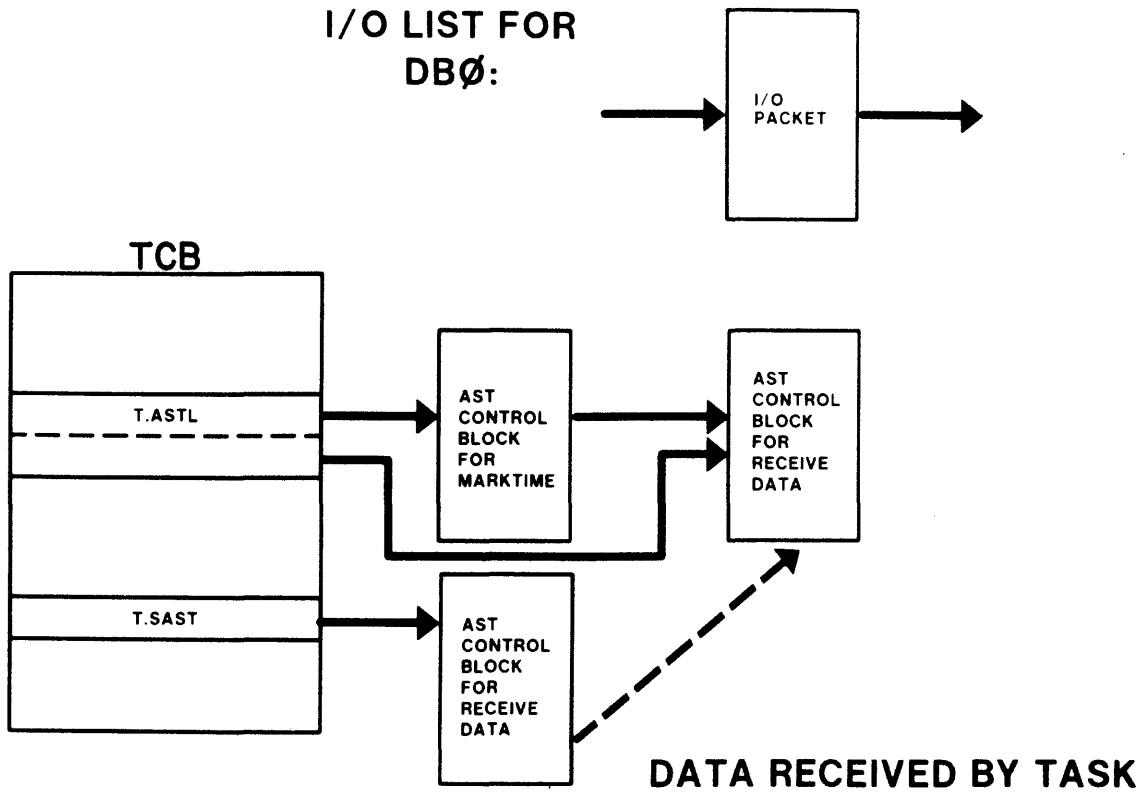 I/O LIST FOR
DBØ:
I/O
PACKET
TCB
T.ASTL
AST
CONTROL
BLOCK
FOR
MARKTIME
AST
CONTROL
BLOCK
FOR
RECEIVE
DATA
T.SAST
AST
CONTROL
BLOCK
FOR
RECEIVE
DATA
DATA RECEIVED BY TASK